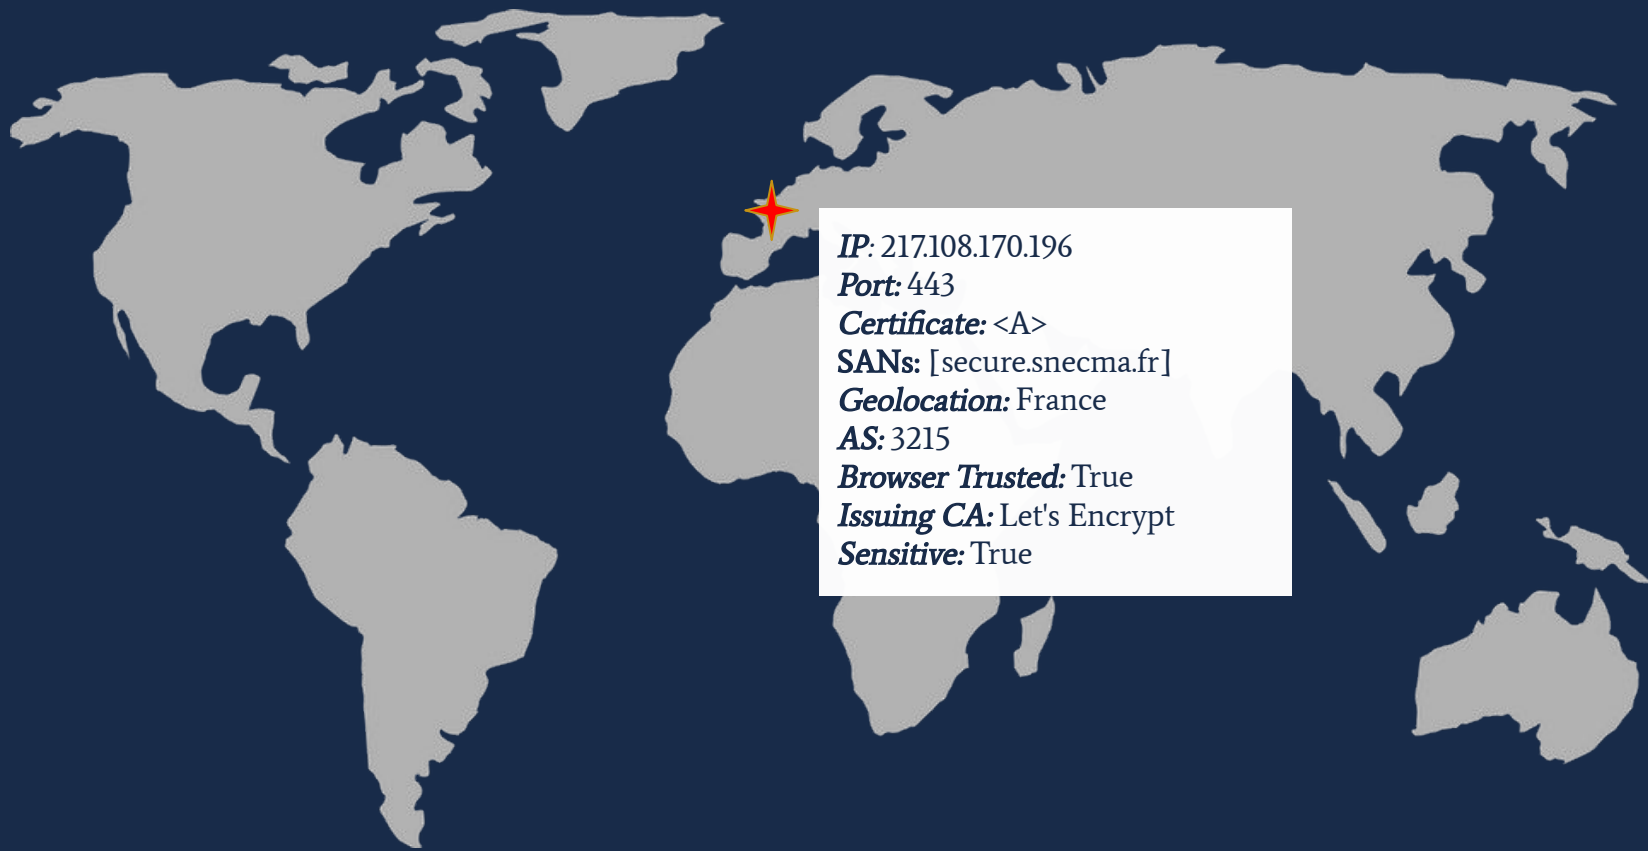 IP: 217.108.170.196
Port: 443
Certificate: <A>
SANs: [secure.snecma.fr]
Geolocation: France
AS: 3215
Browser Trusted: True
Issuing CA: Let's Encrypt
Sensitive: True